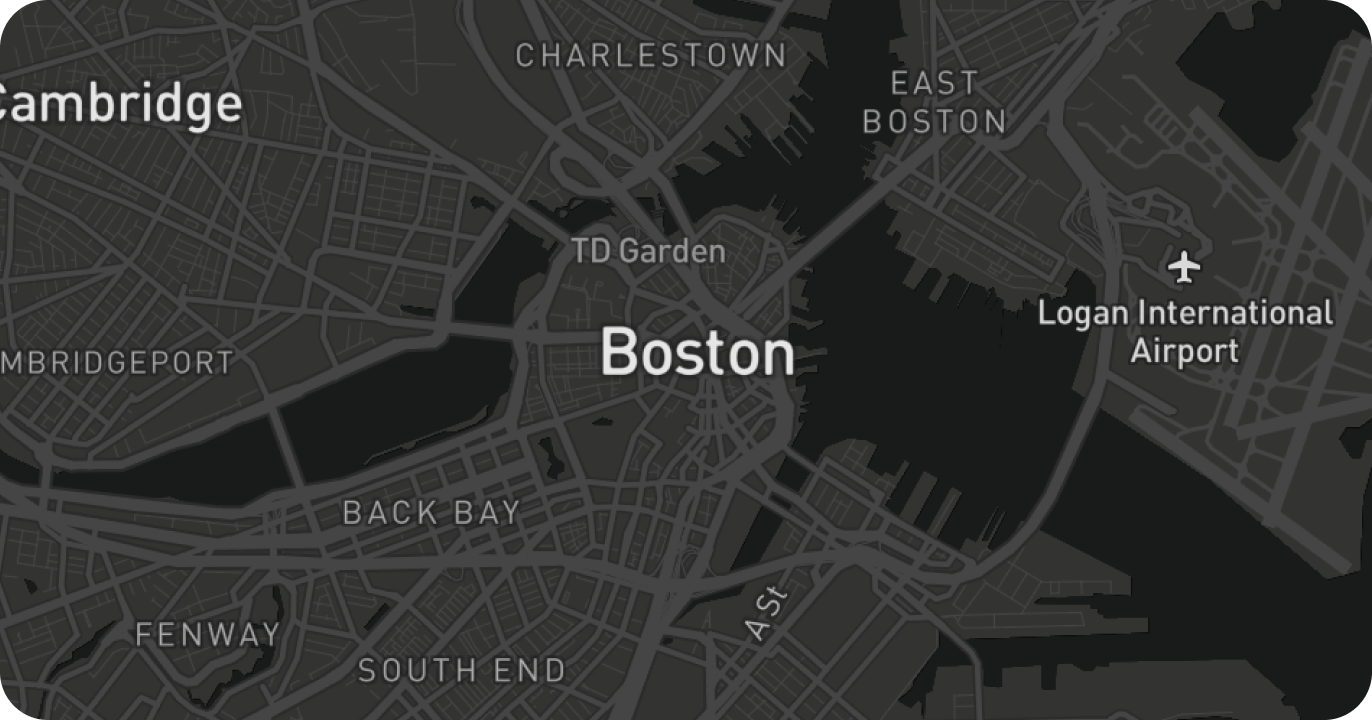 CHARLESTOWN
EAST
BOSTON
Cambridge
TD Garden
Logan International
Airport
Boston
MBRIDGEPORT
BACK BAY
A St
FENWAY
SOUTH END